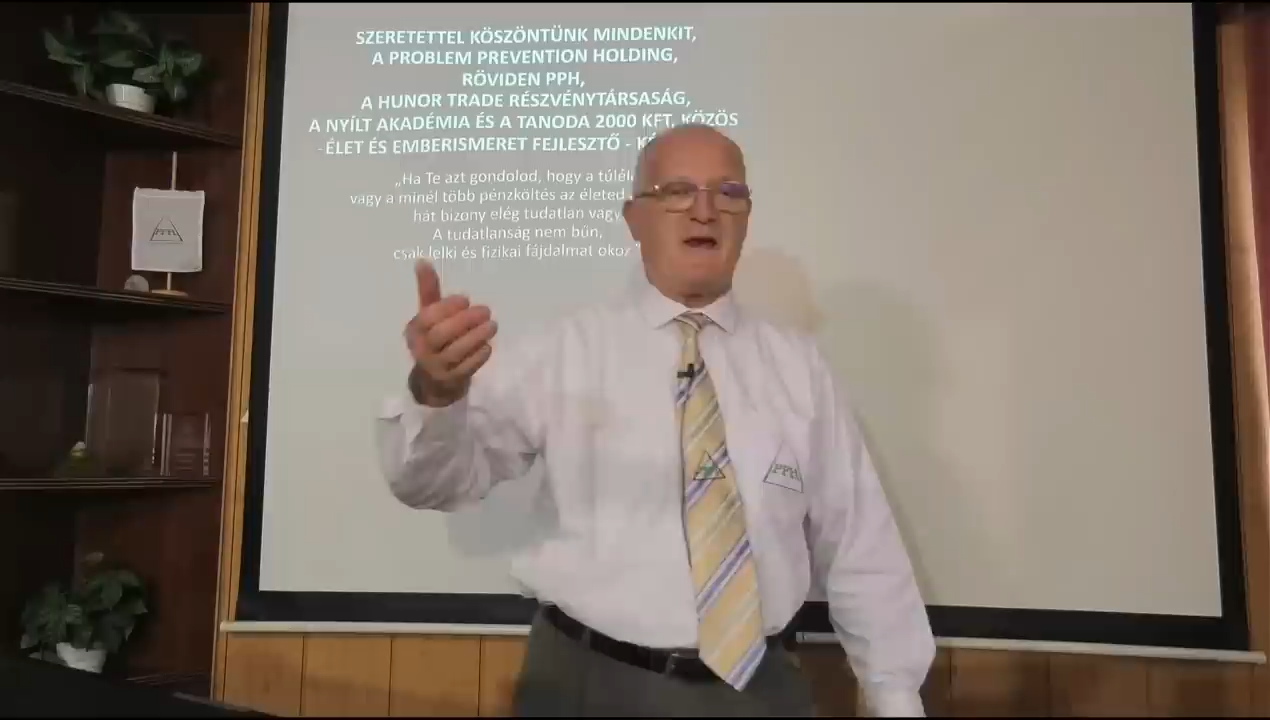 SZERETETTEL KÖSZÖNTÜNK MINDENKIT,
A PROBLEM PREVENTION HOLDING,
RÖVIDEN PPH,
A HUNOR TRADE RÉSZVÉNYTÁRSASÁG,
A NYÍLT AKADÉMIA ÉS A TANODA 2000 KFT. KÖZÖS
- ÉLET ÉS EMBERISMERET FEJLESZTŐ -
„Ha Te azt gondolod, hogy a
vagy a minél több pénzköltés az életed
hát bizony elég tudatlan vagy
A tudatlanság nem bűn,
csak lelki és fizikai fájdalmat okoz
PPH
PPH